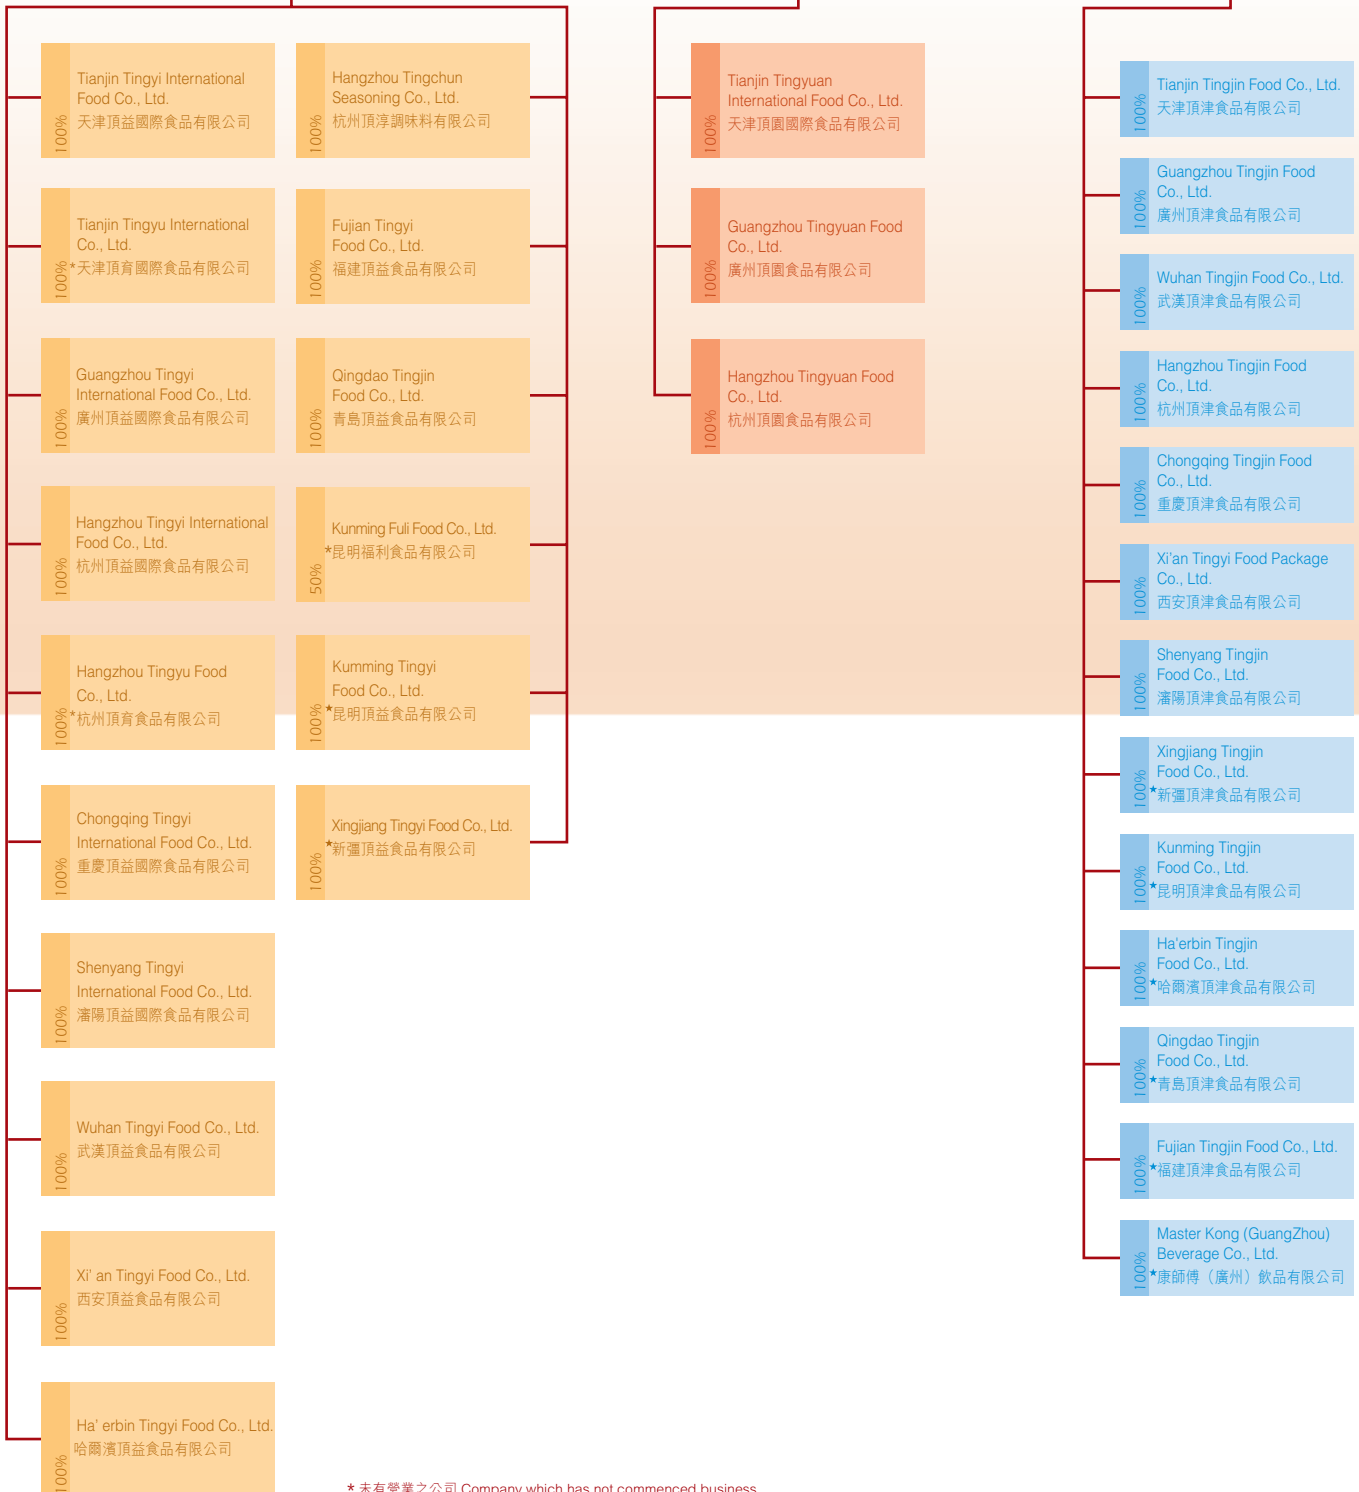 100%
Tianjin Tingyi International
Food Co., Ltd.
天津頂益國際食品有限公司
100%
Tianjin Tingyu International
Co., Ltd.
*天津頂育國際食品有限公司
100%
Guangzhou Tingyi
International Food Co., Ltd.
廣州頂益國際食品有限公司
100%
Hangzhou Tingyi International
Food Co., Ltd.
杭州頂益國際食品有限公司
100%
Hangzhou Tingyu Food
Co., Ltd.
*杭州頂育食品有限公司
100%
Chongqing Tingyi
International Food Co., Ltd.
重慶頂益國際食品有限公司
100%
Shenyang Tingyi
International Food Co., Ltd.
瀋陽頂益國際食品有限公司
100%
Wuhan Tingyi Food Co., Ltd.
武漢頂益食品有限公司
100%
Xi' an Tingyi Food Co., Ltd.
西安頂益食品有限公司
100%
Ha' erbin Tingyi Food Co., Ltd.
哈爾濱頂益食品有限公司
100%
Hangzhou Tingchun
Seasoning Co., Ltd.
杭州頂淳調味料有限公司
100%
Fujian Tingyi
Food Co., Ltd.
福建頂益食品有限公司
100%
Qingdao Tingjin
Food Co., Ltd.
青島頂益食品有限公司
50%
Kunming Fuli Food Co., Ltd.
*昆明福利食品有限公司
100%
Kumming Tingyi
Food Co., Ltd.
*昆明頂益食品有限公司
100%
Xingjiang Tingyi Food Co., Ltd.
*新疆頂益食品有限公司
100%
Tianjin Tingyuan
International Food Co., Ltd.
天津頂園國際食品有限公司
100%
Guangzhou Tingyuan Food
Co., Ltd.
廣州頂園食品有限公司
100%
Hangzhou Tingyuan Food
Co., Ltd.
杭州頂園食品有限公司
100%
Tianjin Tingjin Food Co., Ltd.
天津頂津食品有限公司
100%
Guangzhou Tingjin Food
Co., Ltd.
廣州頂津食品有限公司
100%
Wuhan Tingjin Food Co., Ltd.
武漢頂津食品有限公司
100%
Hangzhou Tingjin Food
Co., Ltd.
杭州頂津食品有限公司
100%
Chongqing Tingjin Food
Co., Ltd.
重慶頂津食品有限公司
100%
Xi'an Tingyi Food Package
Co., Ltd.
西安頂津食品有限公司
100%
Shenyang Tingjin
Food Co., Ltd.
瀋陽頂津食品有限公司
100%
Xingjiang Tingjin
Food Co., Ltd.
*新疆頂津食品有限公司
100%
Kunming Tingjin
Food Co., Ltd.
*昆明頂津食品有限公司
100%
Ha'erbin Tingjin
Food Co., Ltd.
*哈爾濱頂津食品有限公司
100%
Qingdao Tingjin
Food Co., Ltd.
*青島頂津食品有限公司
100%
Fujian Tingjin Food Co., Ltd.
*福建頂津食品有限公司
100%
Master Kong (GuangZhou)
Beverage Co., Ltd.
*康師傅（廣州）飲品有限公司
* 未有營業之公司 Company which has not commenced business